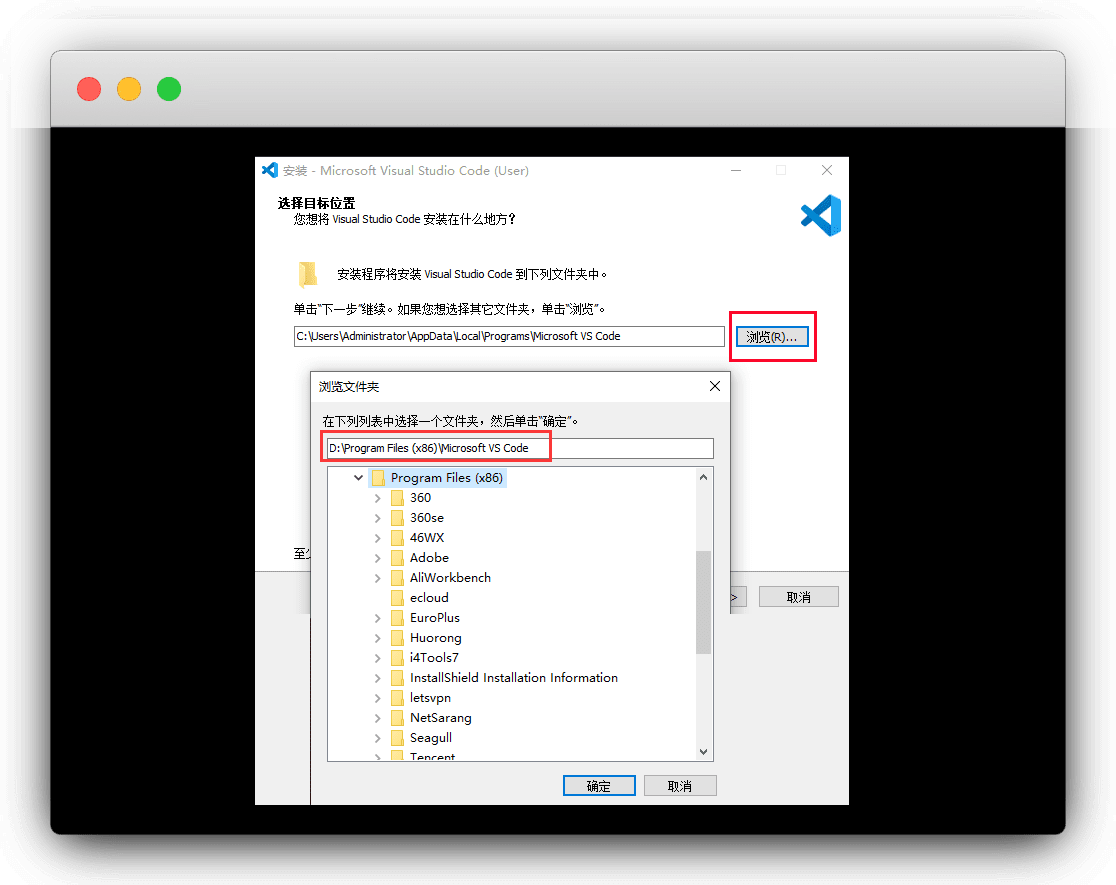 安装 - Microsoft Visual Studio Code (User)
选择目标位置
您想将 Visual Studio Code 安装在什么地方?
安装程序将安装 Visual Studio Code 到下列文件夹中。
单击“下一步”继续。如果您想选择其它文件夹，单击“浏览”。
C:\Users\Administrator\AppData\Local\Programs\Microsoft VS Code
浏览(R)...
浏览文件夹
在下列列表中选择一个文件夹，然后单击“确定”。
D:\Program Files (x86)\Microsoft VS Code
Program Files (x86)
360
360se
46WX
至少
Adobe
AliWorkbench
ecloud
>
取消
EuroPlus
Huorong
i4Tools7
InstallShield Installation Information
letsvpn
NetSarang
Seagull
Tencent
确定
取消